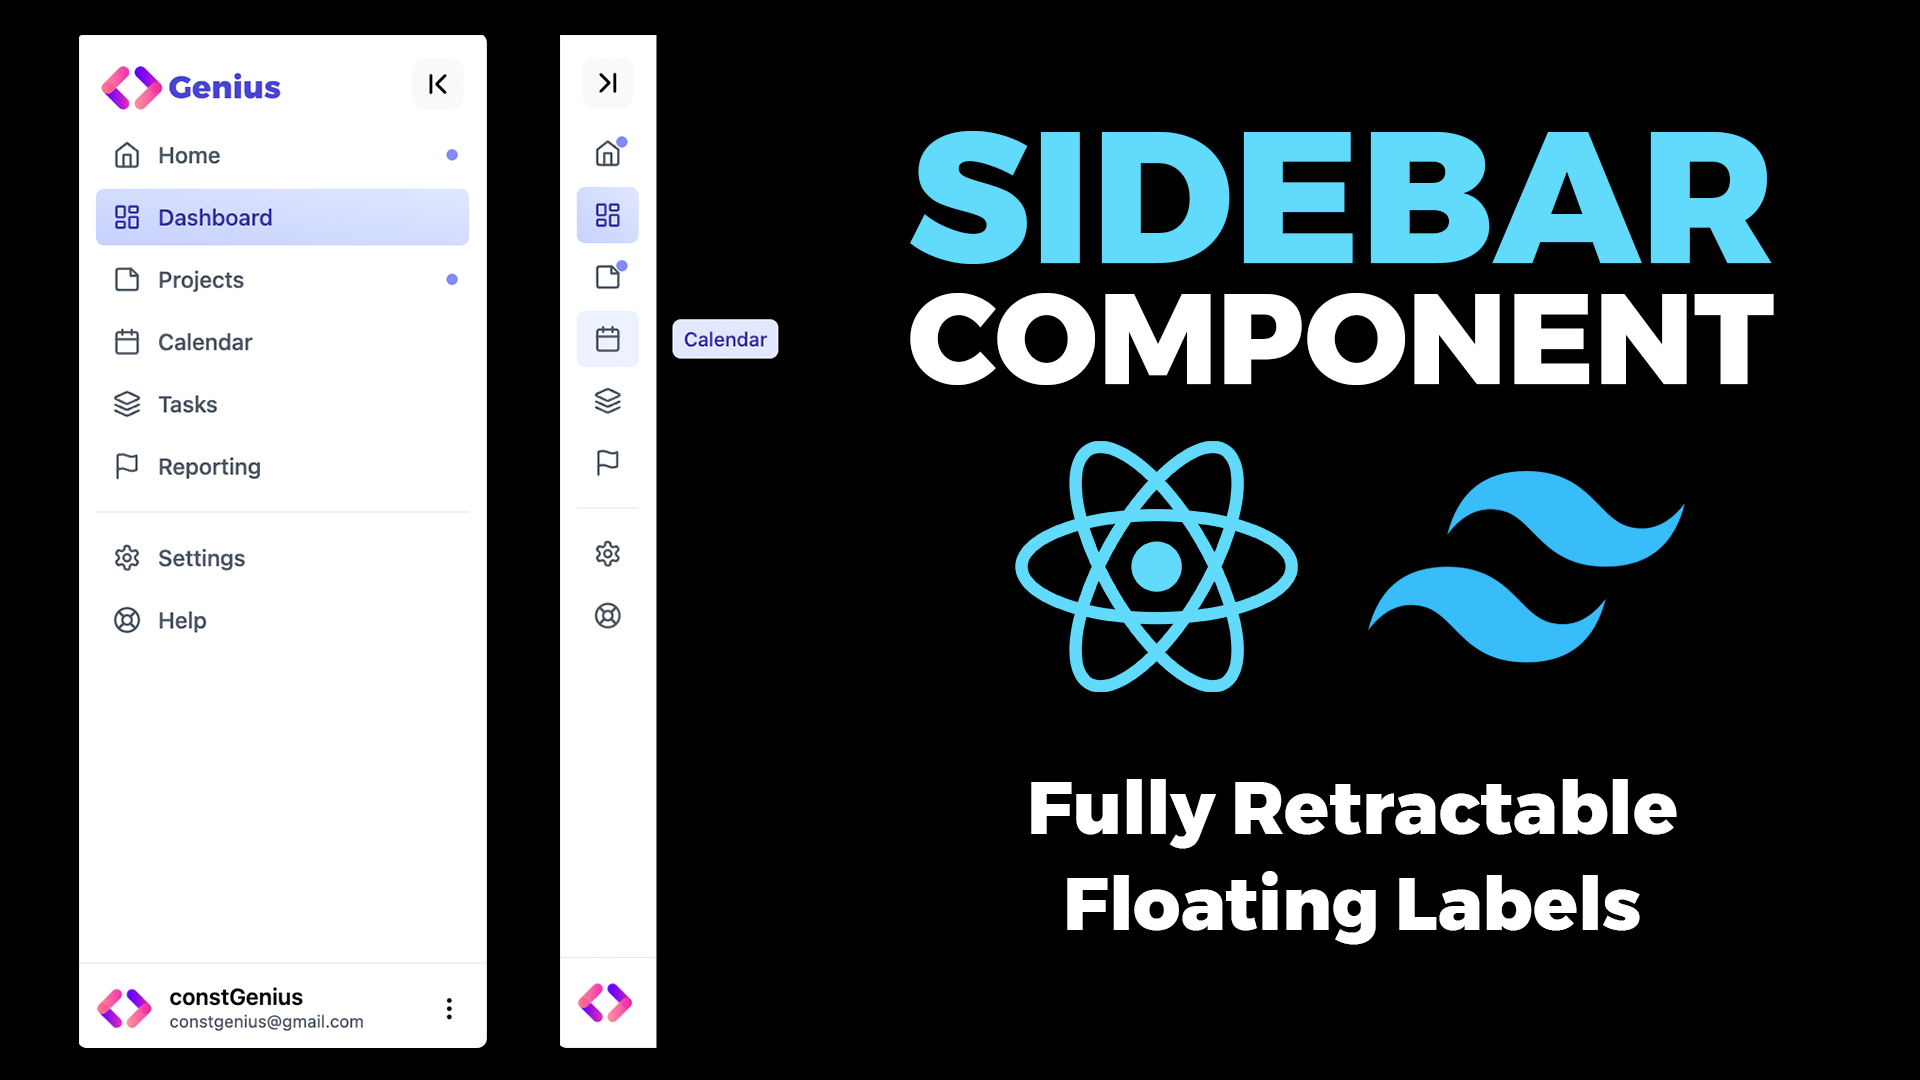 Genius
Home
Dashboard
Projects
Calendar
Tasks
Reporting
Settings
Help
constGenius
constgenius@gmail.com
Calendar
SIDEBAR
COMPONENT
Fully Retractable
Floating Labels